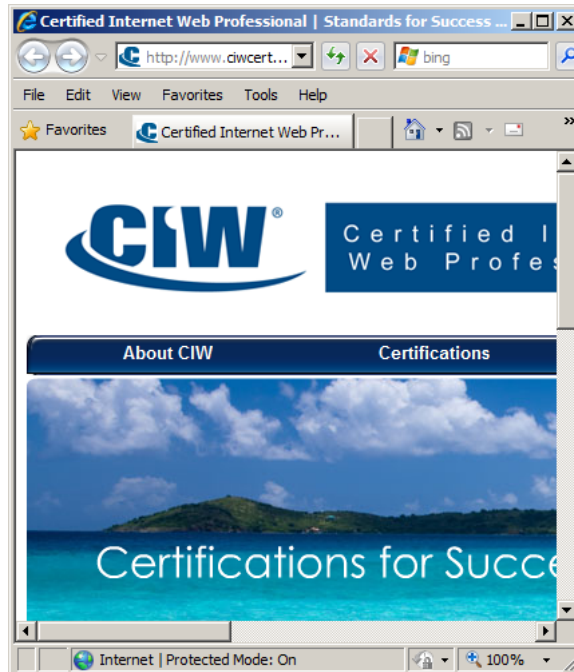 Certified Internet Web Professional | Standards for Success ...
http://www.ciwcert...
bing
File Edit View Favorites Tools Help
Favorites
Certified Internet Web Pr...
»
CIW®
Certified I
Web Profes
About CIW Certifications
Certifications for Succe
Internet | Protected Mode: On
100%